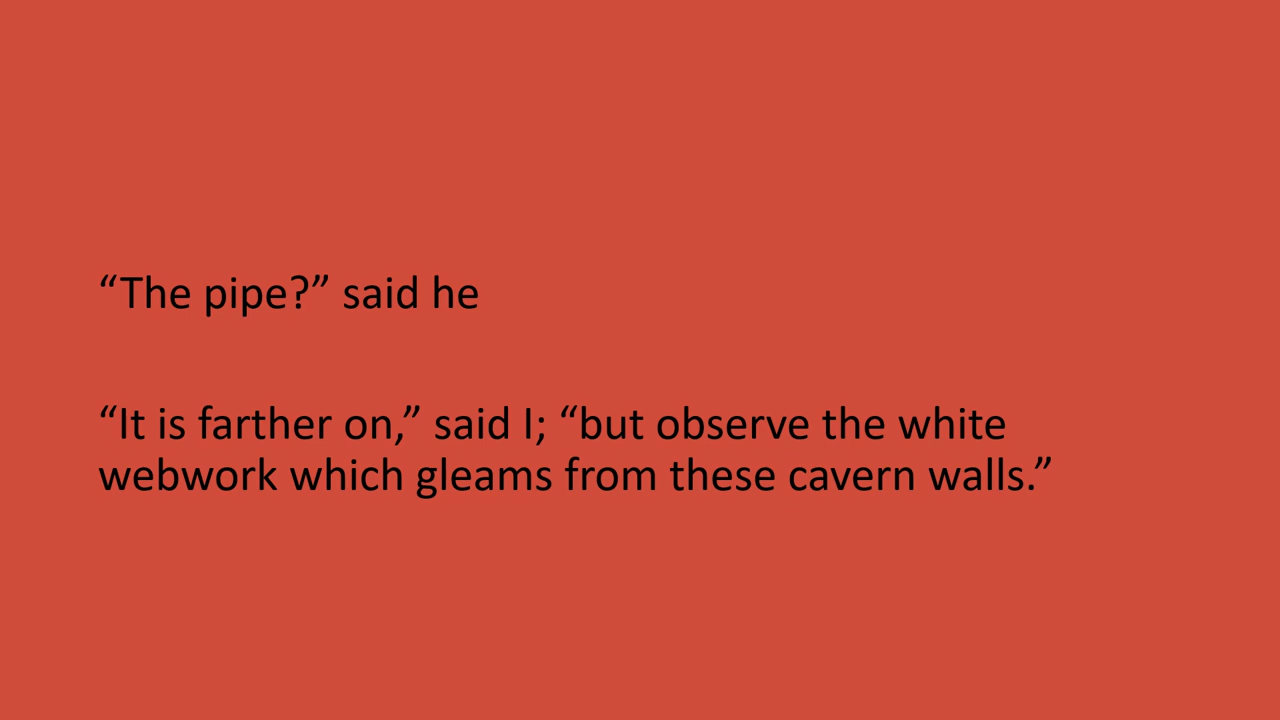 “The pipe?” said he
“It is farther on,” said I; “but observe the white
webwork which gleams from these cavern walls.”